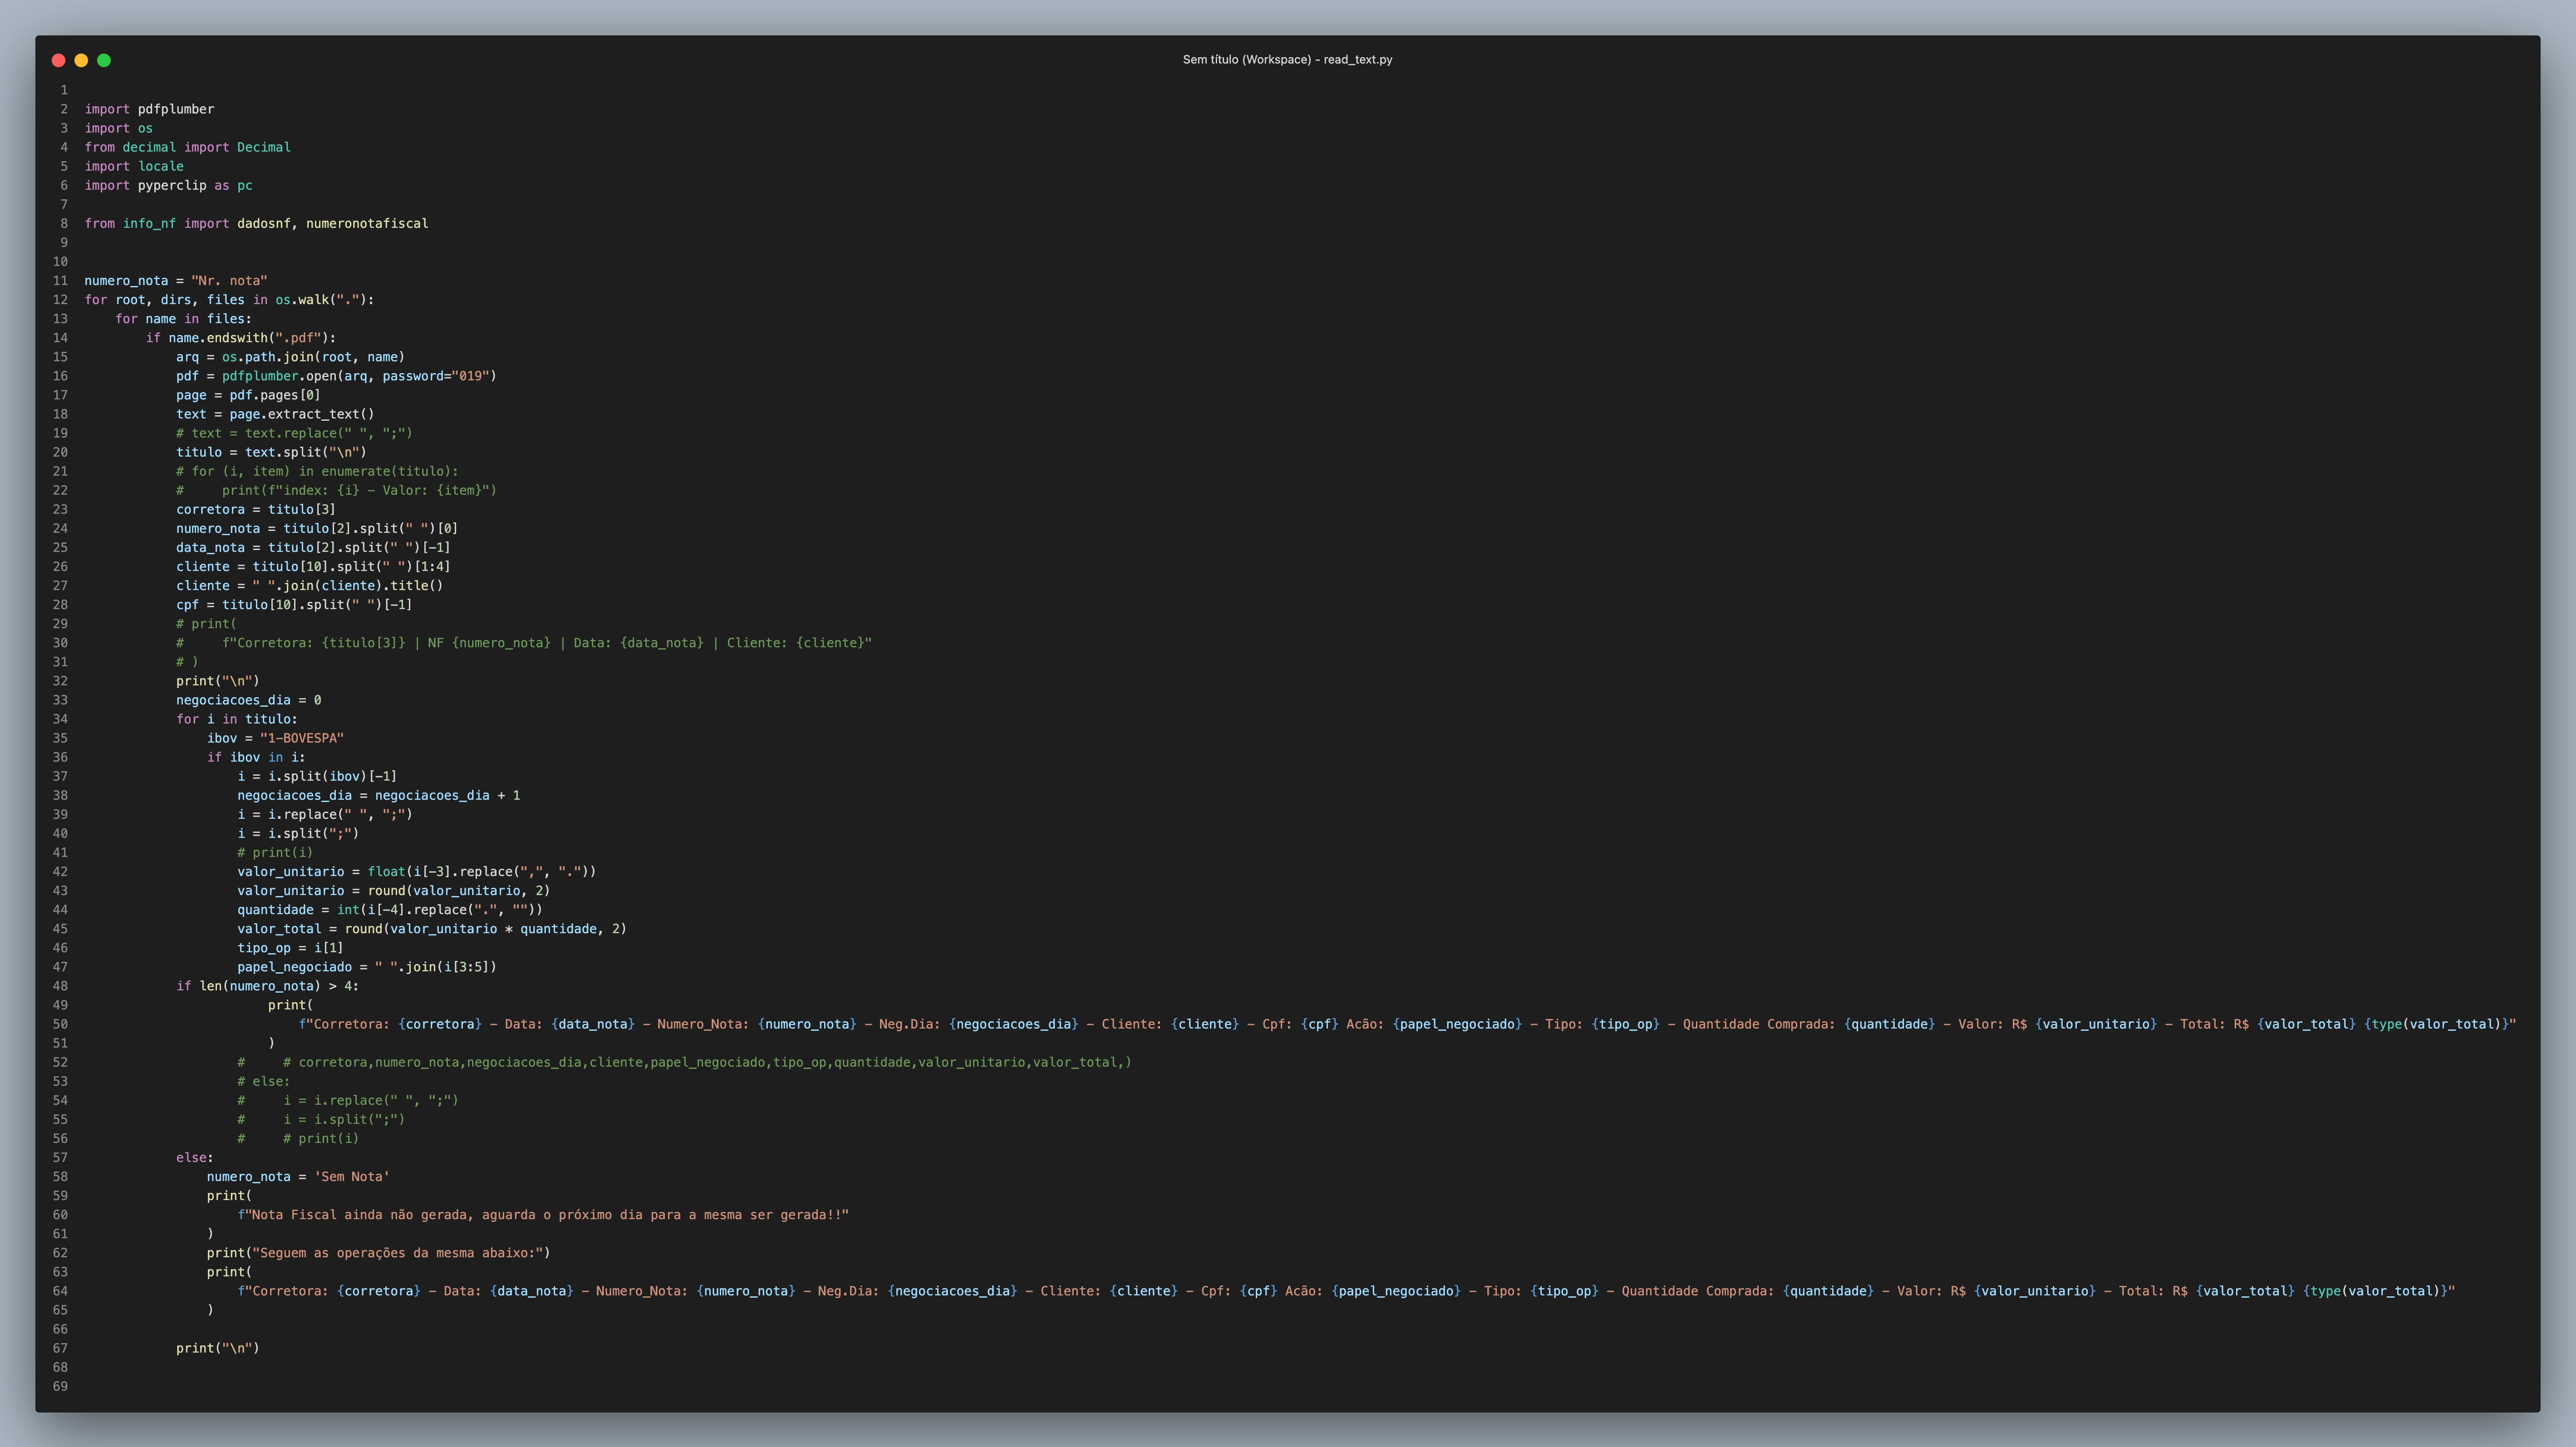 Sem título (Workspace) - read_text.py
1
2 import pdfplumber
3 import os
4 from decimal import Decimal
5 import locale
6 import pyperclip as pc
7
8 from info_nf import dadosnf, numeronotafiscal
9
10
11 numero_nota = "Nr. nota"
12 for root, dirs, files in os.walk("."):
13     for name in files:
14         if name.endswith(".pdf"):
15             arq = os.path.join(root, name)
16             pdf = pdfplumber.open(arq, password="019")
17             page = pdf.pages[0]
18             text = page.extract_text()
19             # text = text.replace(" ", ";")
20             titulo = text.split("\n")
21             # for (i, item) in enumerate(titulo):
22             #     print(f"index: {i} - Valor: {item}")
23             corretora = titulo[3]
24             numero_nota = titulo[2].split(" ")[0]
25             data_nota = titulo[2].split(" ")[-1]
26             cliente = titulo[10].split(" ")[1:4]
27             cliente = " ".join(cliente).title()
28             cpf = titulo[10].split(" ")[-1]
29             # print(
30             #     f"Corretora: {titulo[3]} | NF {numero_nota} | Data: {data_nota} | Cliente: {cliente}"
31             # )
32             print("\n")
33             negociacoes_dia = 0
34             for i in titulo:
35                 ibov = "1-BOVESPA"
36                 if ibov in i:
37                     i = i.split(ibov)[-1]
38                     negociacoes_dia = negociacoes_dia + 1
39                     i = i.replace(" ", ";")
40                     i = i.split(";")
41                     # print(i)
42                     valor_unitario = float(i[-3].replace(",", "."))
43                     valor_unitario = round(valor_unitario, 2)
44                     quantidade = int(i[-4].replace(".", ""))
45                     valor_total = round(valor_unitario * quantidade, 2)
46                     tipo_op = i[1]
47                     papel_negociado = " ".join(i[3:5])
48             if len(numero_nota) > 4:
49                         print(
50                             f"Corretora: {corretora} - Data: {data_nota} - Numero_Nota: {numero_nota} - Neg.Dia: {negociacoes_dia} - Cliente: {cliente} - Cpf: {cpf} Acão: {papel_negociado} - Tipo: {tipo_op} - Quantidade Comprada: {quantidade} - Valor: R$ {valor_unitario} - Total: R$ {valor_total} {type(valor_total)}"
51                         )
52                     #     # corretora,numero_nota,negociacoes_dia,cliente,papel_negociado,tipo_op,quantidade,valor_unitario,valor_total,)
53                     # else:
54                     #     i = i.replace(" ", ";")
55                     #     i = i.split(";")
56                     #     # print(i)
57             else:
58                 numero_nota = 'Sem Nota'
59                 print(
60                     f"Nota Fiscal ainda não gerada, aguarda o próximo dia para a mesma ser gerada!!"
61                 )
62                 print("Seguem as operações da mesma abaixo:")
63                 print(
64                     f"Corretora: {corretora} - Data: {data_nota} - Numero_Nota: {numero_nota} - Neg.Dia: {negociacoes_dia} - Cliente: {cliente} - Cpf: {cpf} Acão: {papel_negociado} - Tipo: {tipo_op} - Quantidade Comprada: {quantidade} - Valor: R$ {valor_unitario} - Total: R$ {valor_total} {type(valor_total)}"
65                 )
66
67             print("\n")
68
69